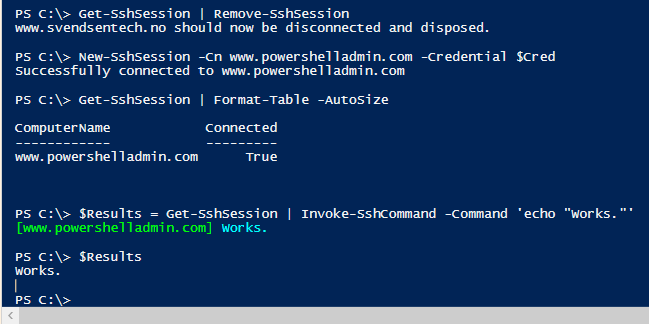 PS C:\> Get-SshSession | Remove-SshSession
www.svendsentech.no should now be disconnected and disposed.
PS C:\> New-SshSession -Cn www.powershelladmin.com -Credential $Cred
Successfully connected to www.powershelladmin.com
PS C:\> Get-SshSession | Format-Table -AutoSize
ComputerName Connected
------------ ---------
www.powershelladmin.com True
PS C:\> $Results = Get-SshSession | Invoke-SshCommand -Command 'echo "Works."'
[www.powershelladmin.com] Works.
PS C:\> $Results
Works.
PS C:\>